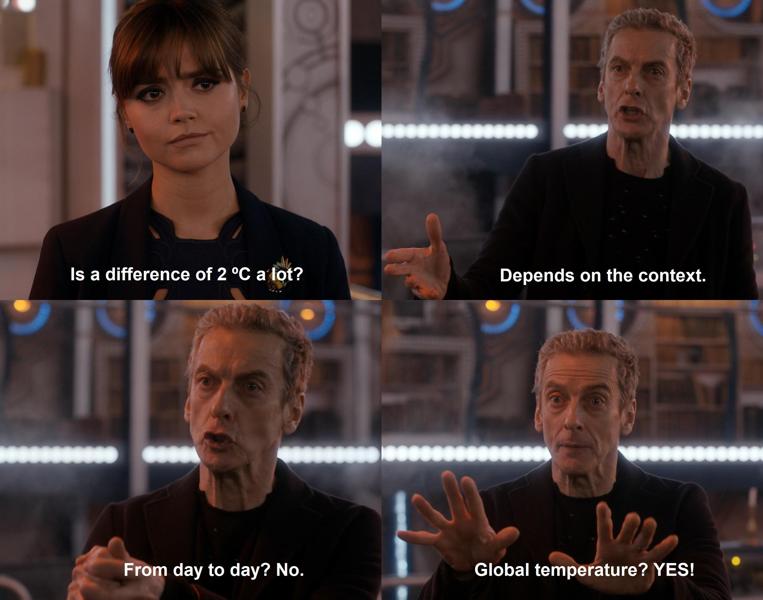 Is a difference of 2 ºC a lot?
Depends on the context.
From day to day? No.
Global temperature? YES!